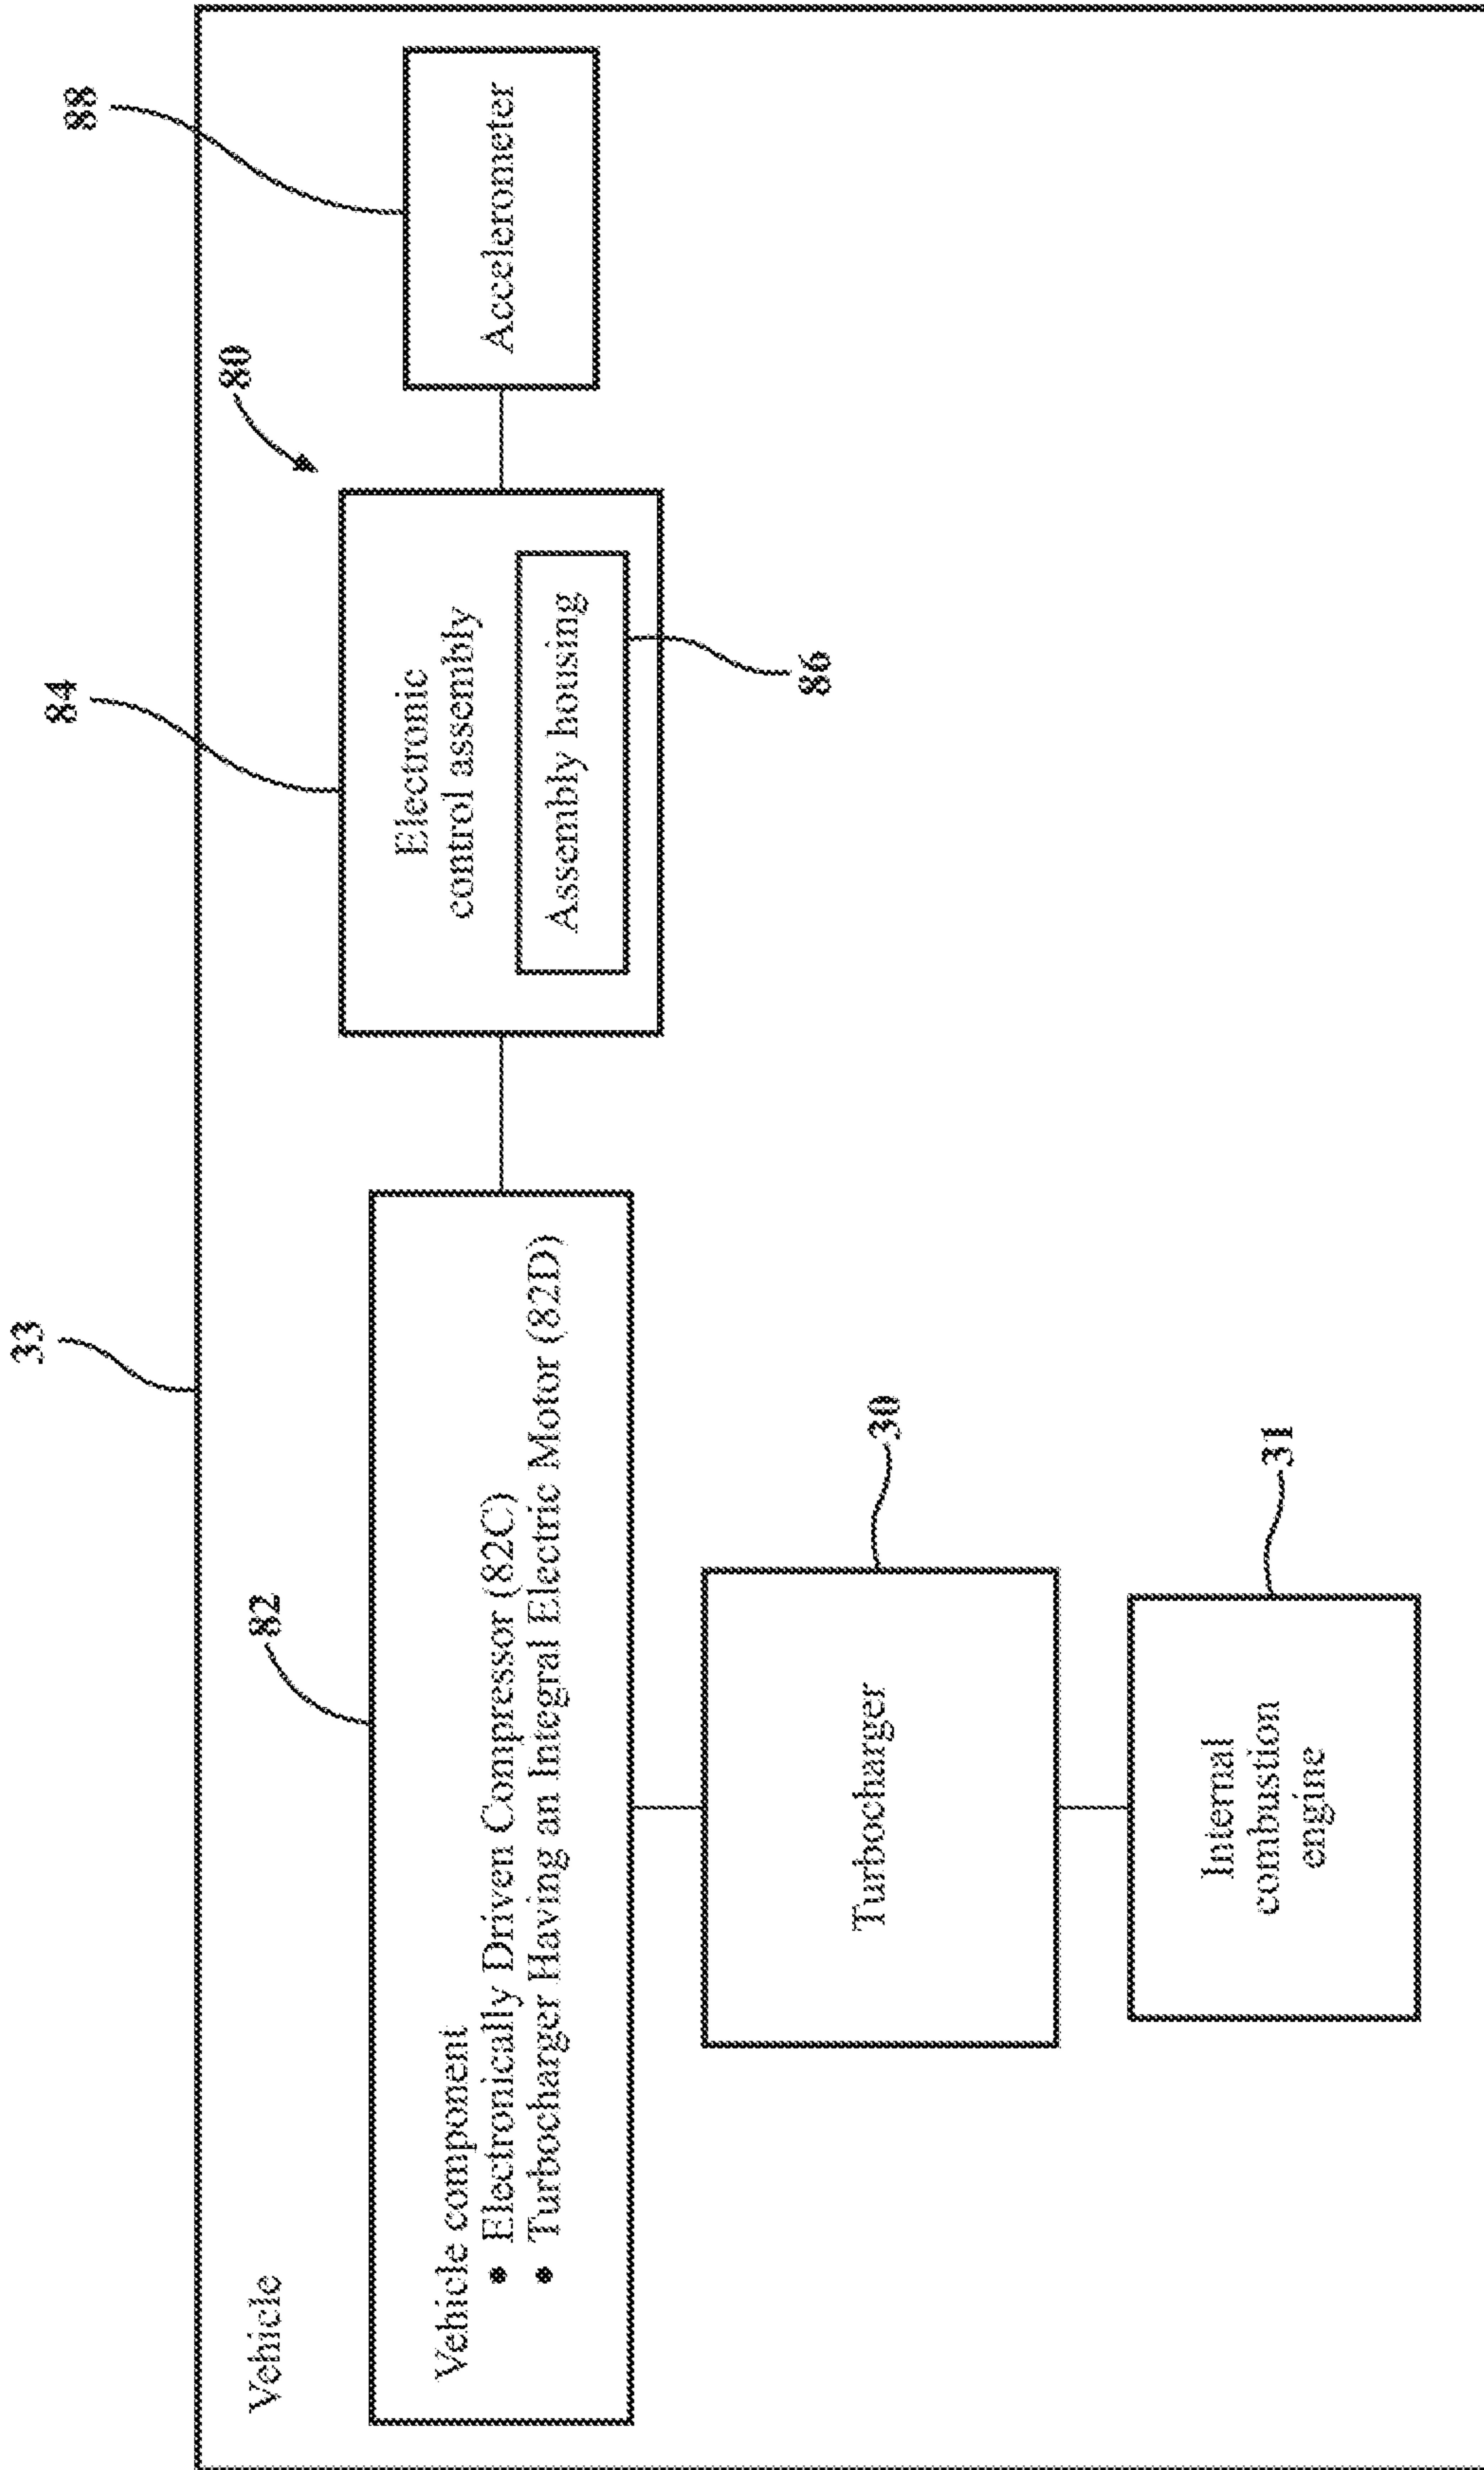 33
Vehicle
82
Vehicle component
• Electronically Driven Compressor (82C)
• Turbocharger Having an Integral Electric Motor (82D)
84
Electronic
control assembly
Assembly housing
86
80
88
Accelerometer
Turbocharger
30
Internal
combustion
engine
31